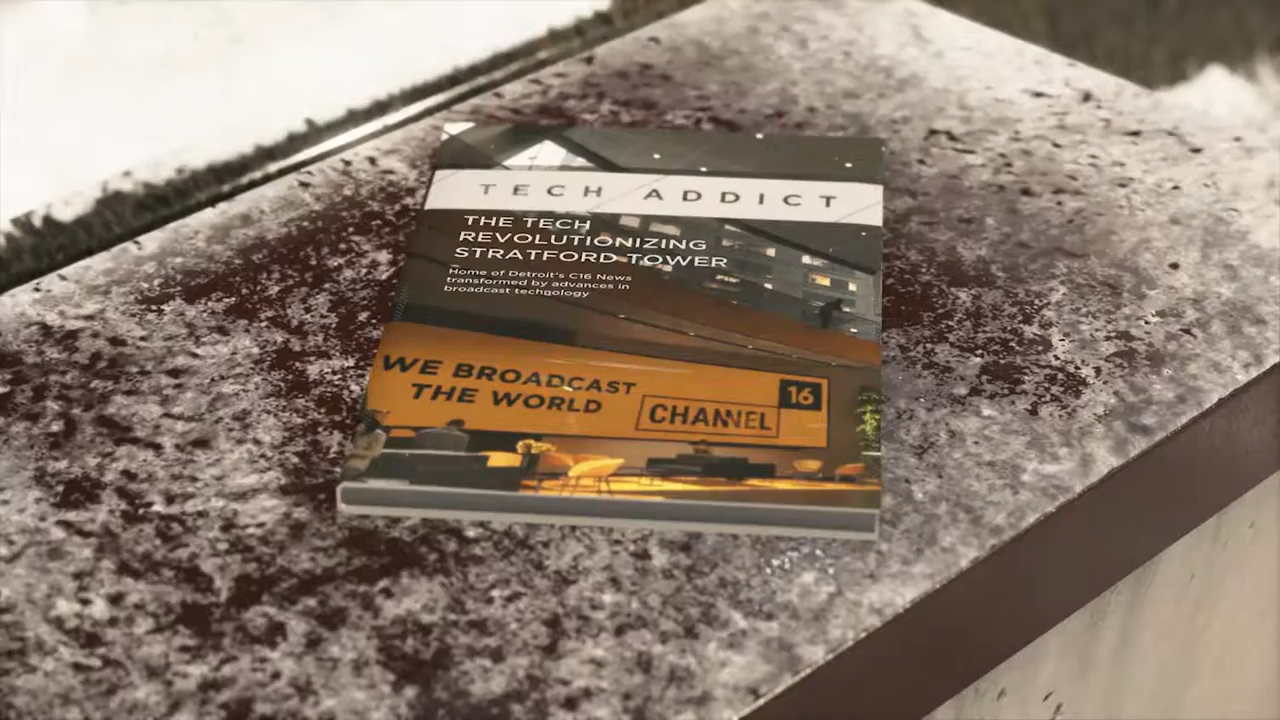 TECH ADDICT
THE TECH
REVOLUTIONIZING
STRATFORD TOWER
Home of Detroit's C16 News
transformed by advances in
broadcast technology
WE BROADCAST
THE WORLD
CHANNEL
16